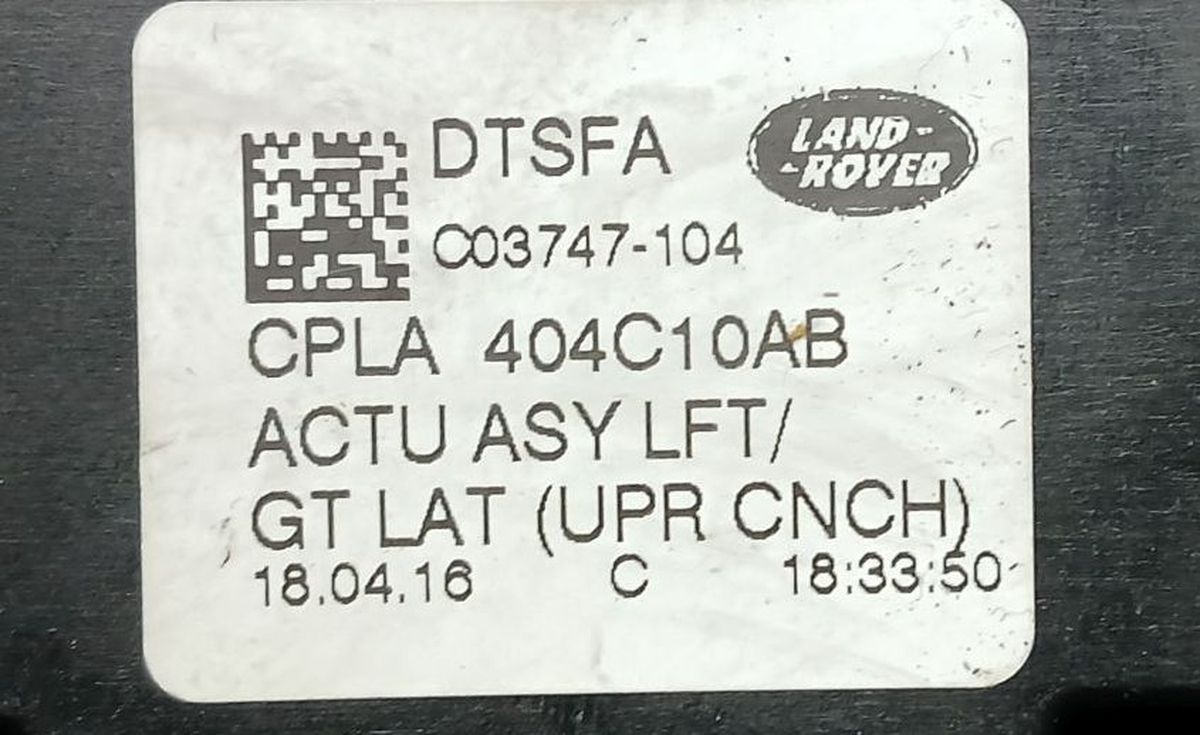 DTSFA
LAND-
-ROVER
C03747-104
CPLA 404C10AB
ACTU ASY LFT/
GT LAT (UPR CNCH)
18.04.16 C 18:33:50